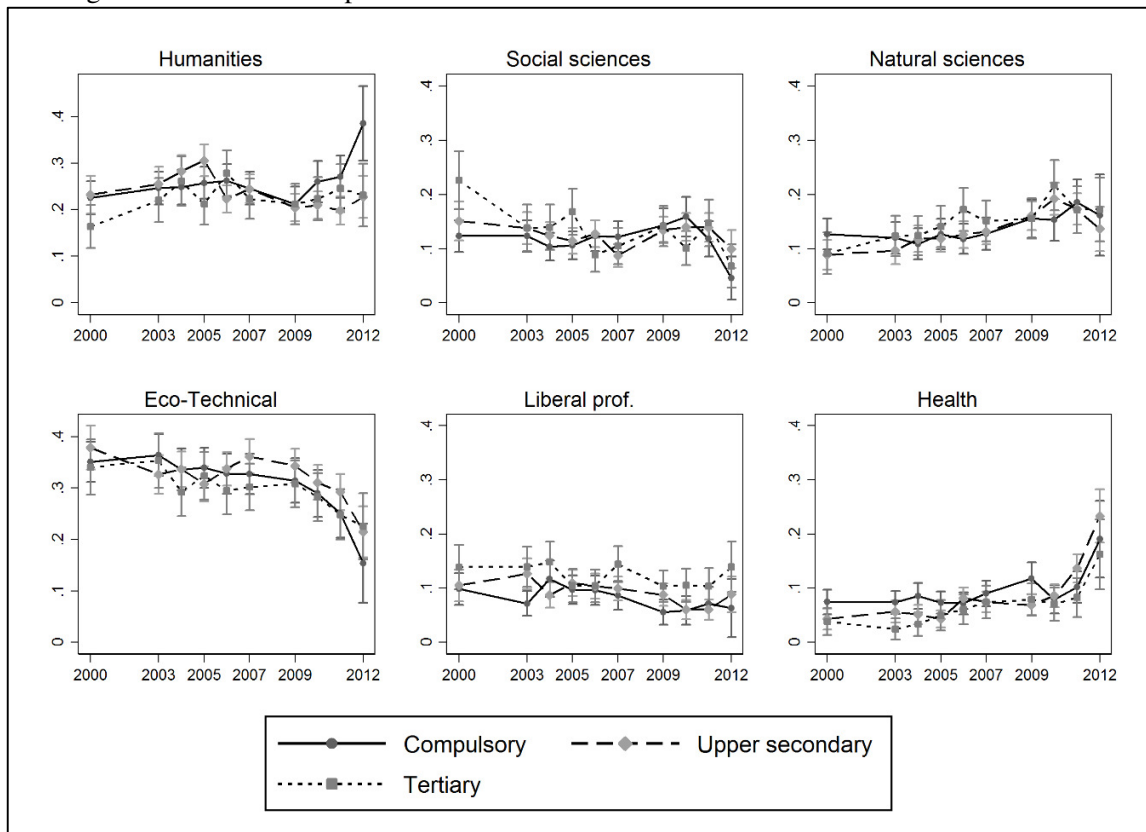 Humanities Social sciences Natural sciences
.4 .4 .4
.3 .3 .3
.2 .2 .2
.1 .1 .1
0 0 0
2000 2003 2005 2007 2009 2012 2000 2003 2005 2007 2009 2012 2000 2003 2005 2007 2009 2012
Eco-Technical Liberal prof. Health
.4 .4 .4
.3 .3 .3
.2 .2 .2
.1 .1 .1
0 0 0
2000 2003 2005 2007 2009 2012 2000 2003 2005 2007 2009 2012 2000 2003 2005 2007 2009 2012
Compulsory Upper secondary
Tertiary